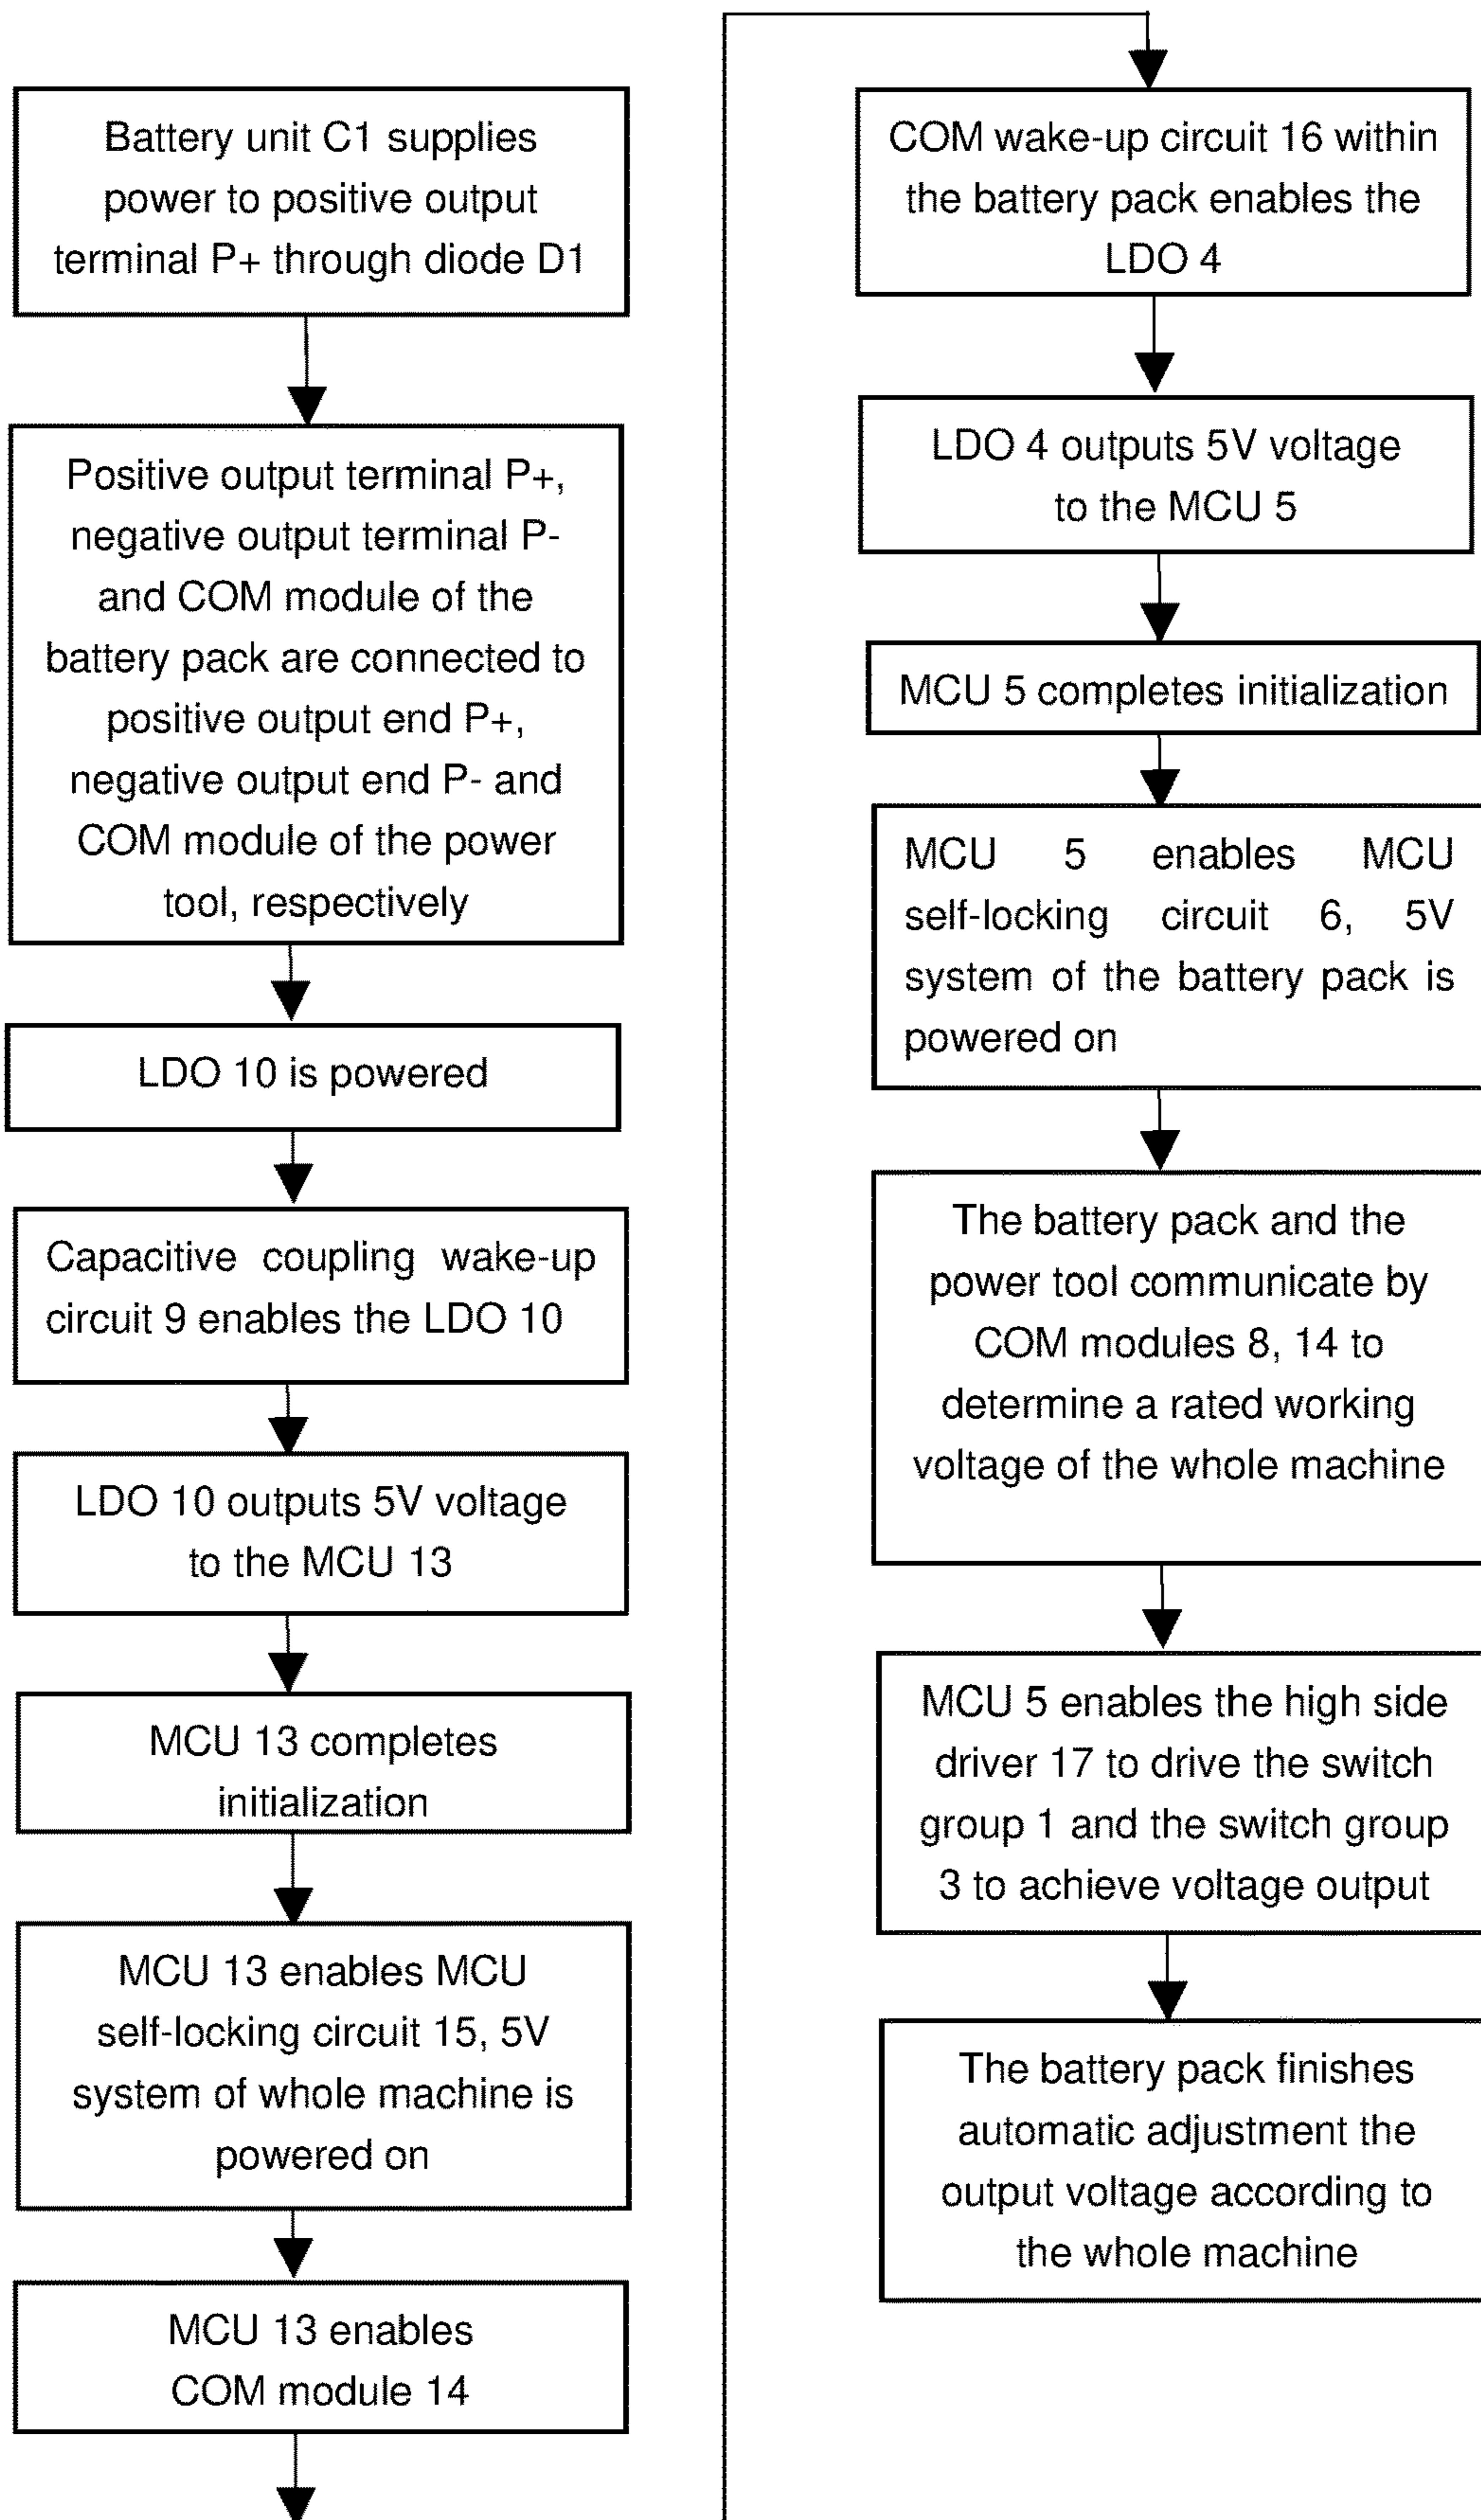 Battery unit C1 supplies
power to positive output
terminal P+ through diode D1
Positive output terminal P+,
negative output terminal P-
and COM module of the
battery pack are connected to
positive output end P+,
negative output end P- and
COM module of the power
tool, respectively
LDO 10 is powered
Capacitive coupling wake-up
circuit 9 enables the LDO 10
LDO 10 outputs 5V voltage
to the MCU 13
MCU 13 completes
initialization
MCU 13 enables MCU
self-locking circuit 15, 5V
system of whole machine is
powered on
MCU 13 enables
COM module 14
COM wake-up circuit 16 within
the battery pack enables the
LDO 4
LDO 4 outputs 5V voltage
to the MCU 5
MCU 5 completes initialization
MCU 5 enables MCU
self-locking circuit 6, 5V
system of the battery pack is
powered on
The battery pack and the
power tool communicate by
COM modules 8, 14 to
determine a rated working
voltage of the whole machine
MCU 5 enables the high side
driver 17 to drive the switch
group 1 and the switch group
3 to achieve voltage output
The battery pack finishes
automatic adjustment the
output voltage according to
the whole machine